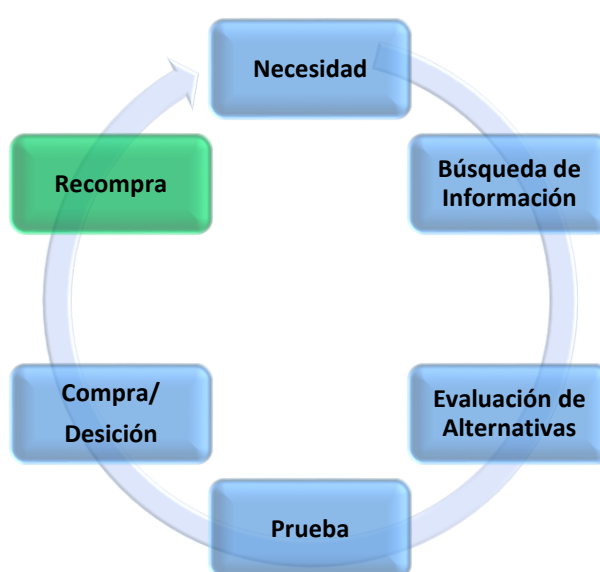 Necesidad
Búsqueda de
Información
Evaluación de
Alternativas
Prueba
Compra/
Desición
Recompra